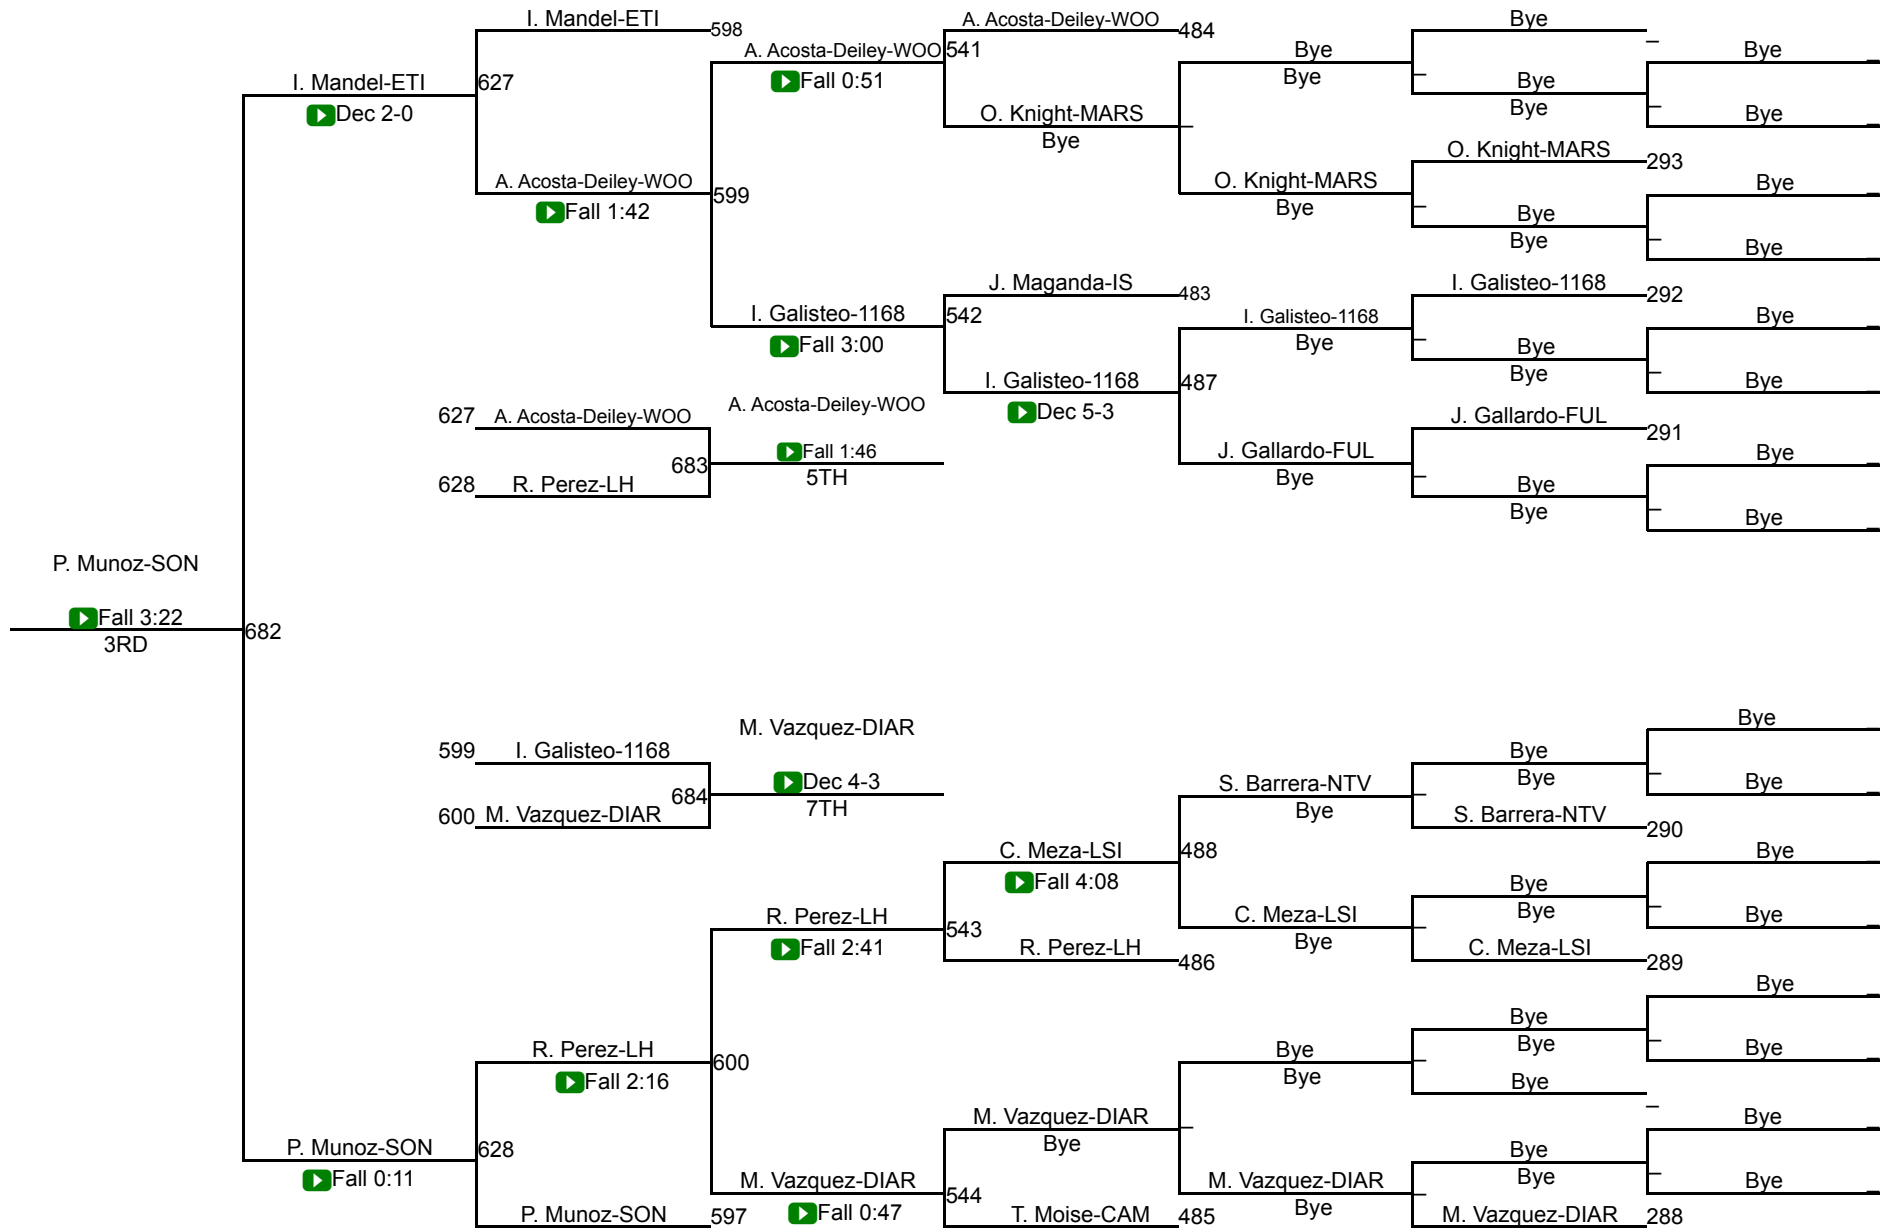 I. Mandel-ETI
598
A. Acosta-Deiley-WOO
484
Bye
A. Acosta-Deiley-WOO
541
Bye
Bye
I. Mandel-ETI
627
Fall 0:51
Bye
Bye
Dec 2-0
O. Knight-MARS
Bye
Bye
Bye
O. Knight-MARS
293
A. Acosta-Deiley-WOO
599
O. Knight-MARS
Bye
Fall 1:42
Bye
Bye
Bye
Bye
J. Maganda-IS
483
I. Galisteo-1168
292
I. Galisteo-1168
542
I. Galisteo-1168
Bye
Fall 3:00
Bye
Bye
Bye
I. Galisteo-1168
487
Bye
627
A. Acosta-Deiley-WOO
A. Acosta-Deiley-WOO
Dec 5-3
J. Gallardo-FUL
291
683
Fall 1:46
J. Gallardo-FUL
Bye
628
R. Perez-LH
5TH
Bye
Bye
Bye
Bye
P. Munoz-SON
Fall 3:22
682
3RD
M. Vazquez-DIAR
Bye
599
I. Galisteo-1168
Bye
684
Dec 4-3
S. Barrera-NTV
Bye
Bye
600
M. Vazquez-DIAR
7TH
Bye
S. Barrera-NTV
290
C. Meza-LSI
488
Bye
Fall 4:08
Bye
R. Perez-LH
543
C. Meza-LSI
Bye
Bye
Fall 2:41
R. Perez-LH
486
Bye
C. Meza-LSI
289
Bye
R. Perez-LH
600
Bye
Bye
Bye
Bye
Fall 2:16
Bye
Bye
M. Vazquez-DIAR
Bye
P. Munoz-SON
628
Bye
Bye
Fall 0:11
M. Vazquez-DIAR
544
M. Vazquez-DIAR
Bye
Bye
P. Munoz-SON
597
Fall 0:47
T. Moise-CAM
485
Bye
M. Vazquez-DIAR
288